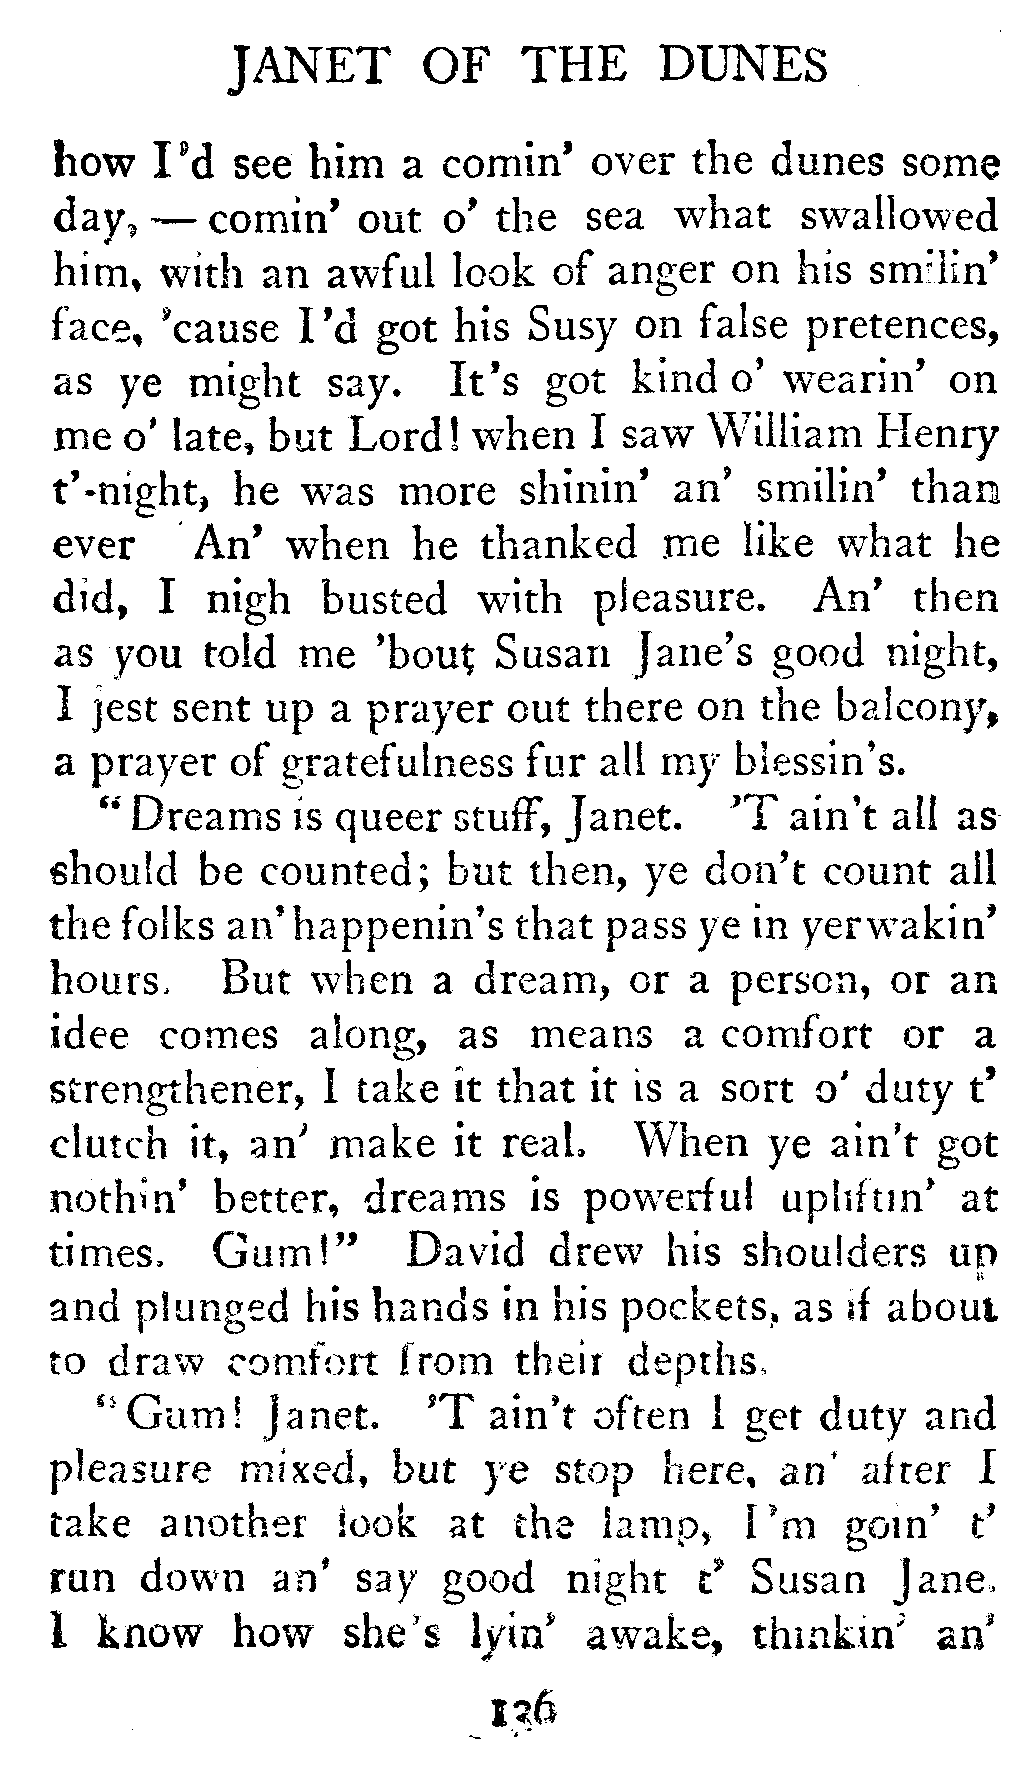 JANET OF THE DUNES
how I'd see him a comin' over the dunes some
day, — comin' out o' the sea what swallowed
him, with an awful look of anger on his smilin'
face, 'cause I'd got his Susy on false pretences,
as ye might say. It's got kind o' wearin' on
me o' late, but Lord! when I saw William Henry
t'-night, he was more shinin' an' smilin' than
ever An' when he thanked me like what he
did, I nigh busted with pleasure. An' then
as you told me 'bout Susan Jane's good night,
I jest sent up a prayer out there on the balcony,
a prayer of gratefulness fur all my blessin's.
"Dreams is queer stuff, Janet. 'T ain't all as
should be counted; but then, ye don't count all
the folks an' happenin's that pass ye in yer wakin'
hours. But when a dream, or a person, or an
idee comes along, as means a comfort or a
strengthener, I take it that it is a sort o' duty t'
clutch it, an' make it real. When ye ain't got
nothin' better, dreams is powerful upliftin' at
times. Gum!" David drew his shoulders up
and plunged his hands in his pockets, as if about
to draw comfort from their depths.
"Gum! Janet. 'T ain't often I get duty and
pleasure mixed, but ye stop here, an' after I
take another look at the lamp, I'm goin' t'
run down an' say good night t' Susan Jane.
I know how she's lyin' awake, thinkin' an'
136